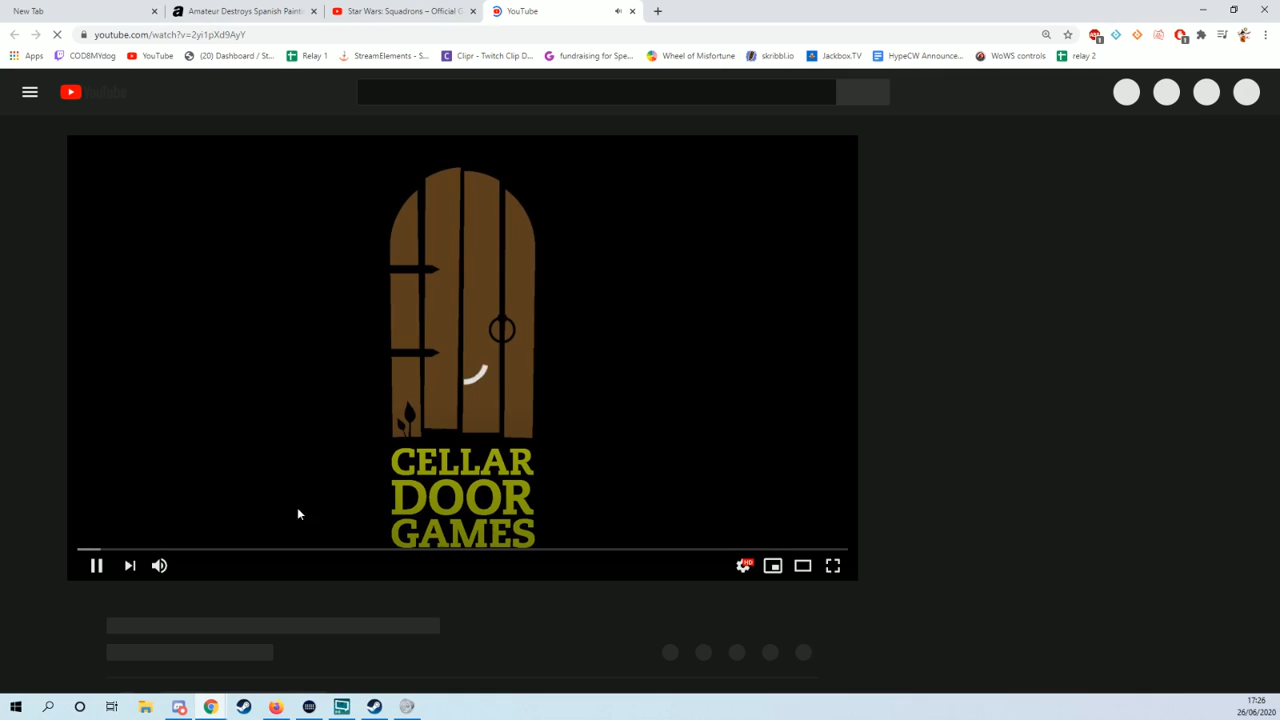 New Tab
Amateur Destroys Spanish Painti
Star Wars: Squadrons – Official G
YouTube
youtube.com/watch?v=2yi1pXd9AyY
Apps
COD8MYdog
YouTube
(20) Dashboard / St...
Relay 1
StreamElements - S...
Clipr - Twitch Clip D...
fundraising for Spe...
Wheel of Misfortune
skribbl.io
Jackbox.TV
HypeCW Announce...
WoWS controls
relay 2
YouTube
CELLAR
DOOR
GAMES
HD
17:26
26/06/2020